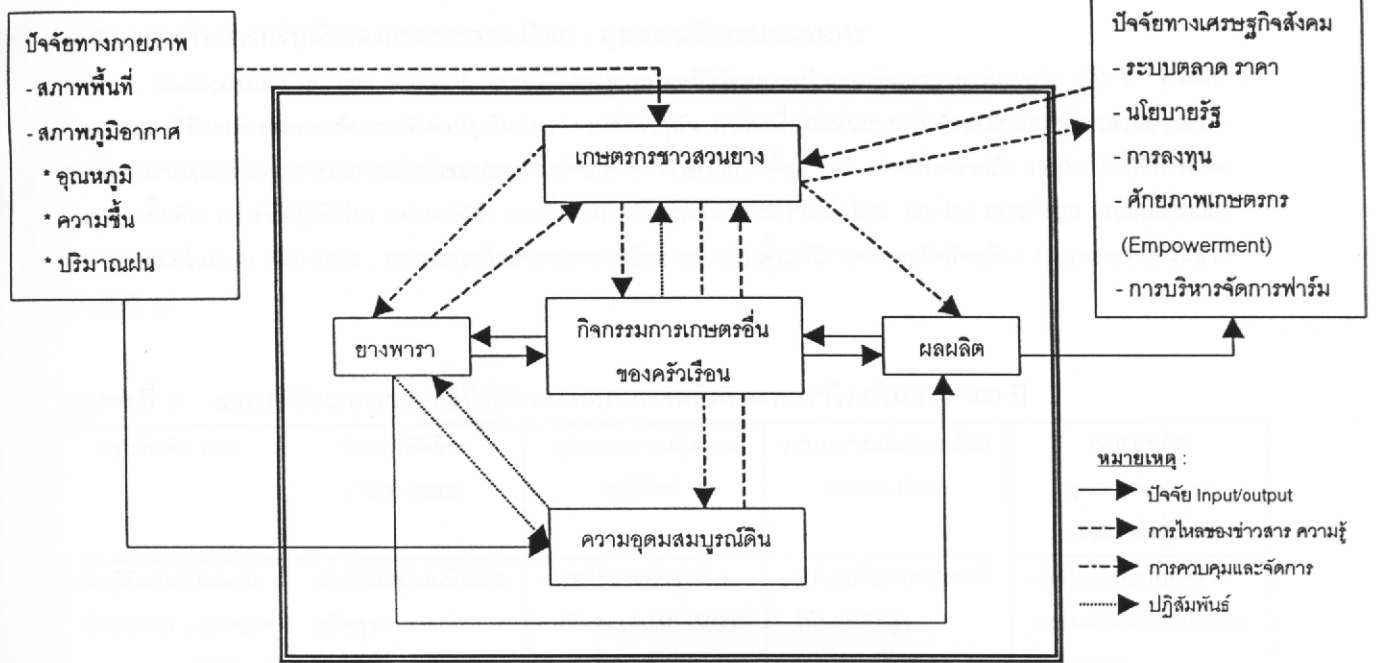 ปัจจัยทางกายภาพ
- สภาพพื้นที่
- สภาพภูมิอากาศ
* อุณหภูมิ
* ความชื้น
* ปริมาณฝน
ปัจจัยทางเศรษฐกิจสังคม
- ระบบตลาด ราคา
- นโยบายรัฐ
- การลงทุน
- ศักยภาพเกษตรกร
(Empowerment)
- การบริหารจัดการฟาร์ม
เกษตรกรชาวสวนยาง
ยางพารา
กิจกรรมการเกษตรอื่น
ของครัวเรือน
ผลผลิต
ความอุดมสมบูรณ์ดิน
หมายเหตุ :
ปัจจัย Input/output
การไหลของข่าวสาร ความรู้
การควบคุมและจัดการ
ปฏิสัมพันธ์